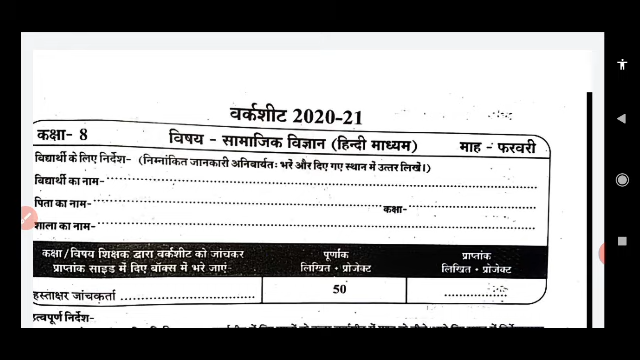 वर्कशीट 2020-21
कक्षा- 8 विषय - सामाजिक विज्ञान (हिन्दी माध्यम) माह - फरवरी
विद्यार्थी के लिए निर्देश- (निम्नांकित जानकारी अनिवार्यतः भरे और दिए गए स्थान में उत्तर लिखें।)
विद्यार्थी का नाम-
पिता का नाम- कक्षा-
शाला का नाम-
कक्षा/विषय शिक्षक द्वारा वर्कशीट को जांचकर पूर्णांक प्राप्तांक
प्राप्तांक साइड में दिए बॉक्स में भरे जाएं लिखित + प्रोजेक्ट लिखित + प्रोजेक्ट
हस्ताक्षर जांचकर्ता 50
निर्देश-